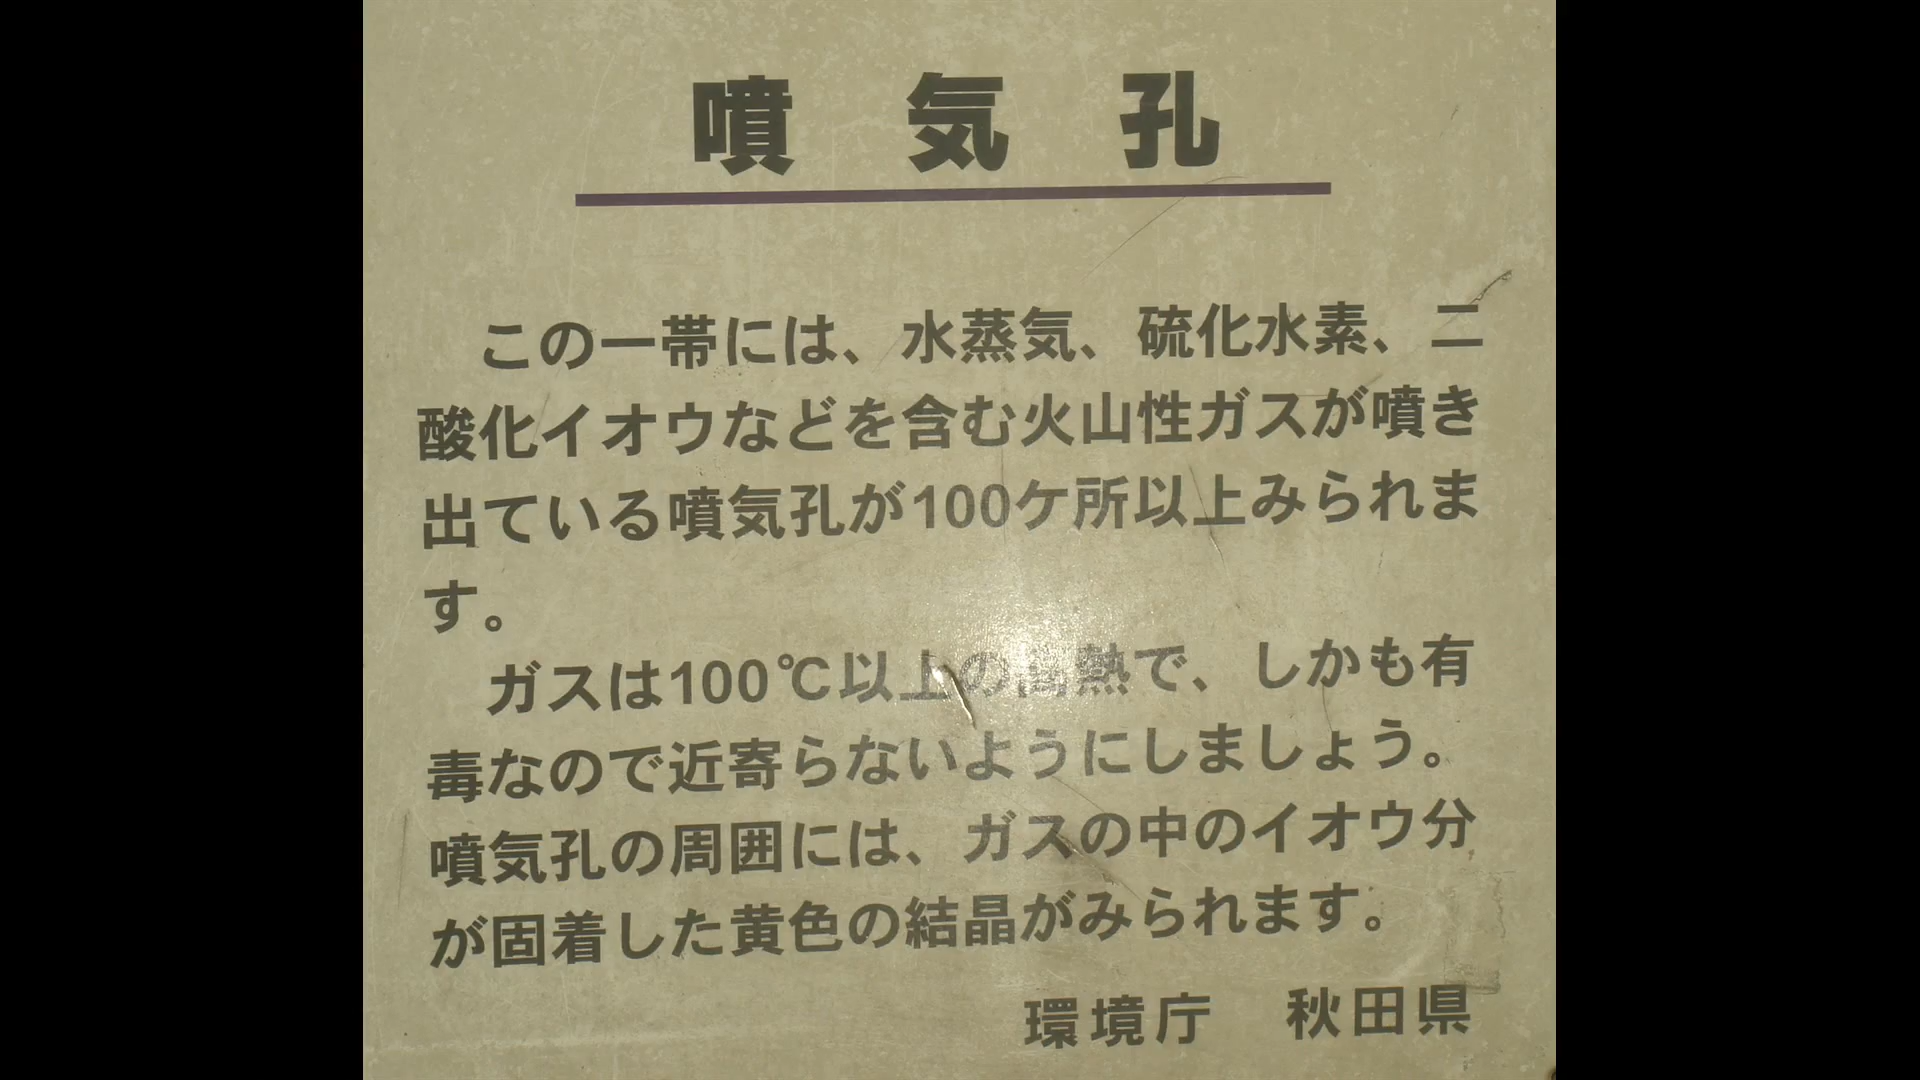 噴気孔
この一帯には、水蒸気、硫化水素、二
酸化イオウなどを含む火山性ガスが噴き
出ている噴気孔が100ケ所以上みられま
す。
ガスは100℃以上の高熱で、しかも有
毒なので近寄らないようにしましょう。
噴気孔の周囲には、ガスの中のイオウ分
が固着した黄色の結晶がみられます。
環境庁　秋田県